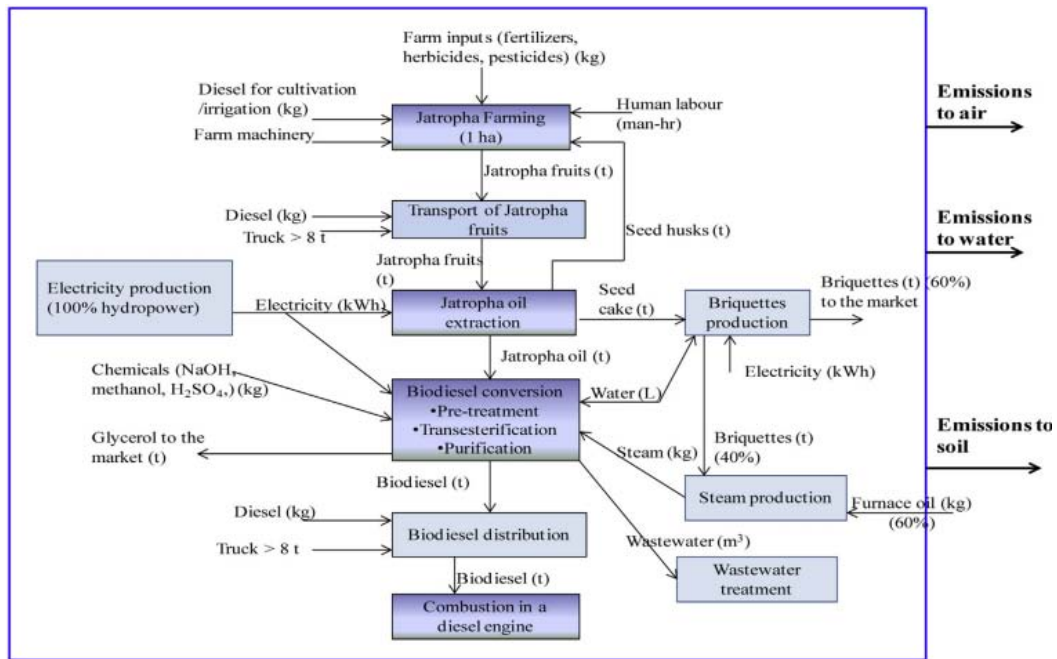 Farm inputs (fertilizers,
herbicides, pesticides) (kg)
Diesel for cultivation
/irrigation (kg)
Farm machinery
Jatropha Farming
(1 ha)
Human labour
(man-hr)
Emissions
to air
Jatropha fruits (t)
Diesel (kg)
Truck > 8 t
Transport of Jatropha
fruits
Seed husks (t)
Emissions
to water
Jatropha fruits
(t)
Electricity production
(100% hydropower)
Electricity (kWh)
Jatropha oil
extraction
Seed
cake (t)
Briquettes
production
Briquettes (t) (60%)
to the market
Jatropha oil (t)
Electricity (kWh)
Chemicals (NaOH,
methanol, H₂SO₄,) (kg)
Biodiesel conversion
•Pre-treatment
•Transesterification
•Purification
Water (L)
Glycerol to the
market (t)
Steam (kg)
Briquettes (t)
(40%)
Emissions to
soil
Biodiesel (t)
Steam production
Furnace oil (kg)
(60%)
Diesel (kg)
Truck > 8 t
Biodiesel distribution
Wastewater (m³)
Wastewater
treatment
Biodiesel (t)
Combustion in a
diesel engine